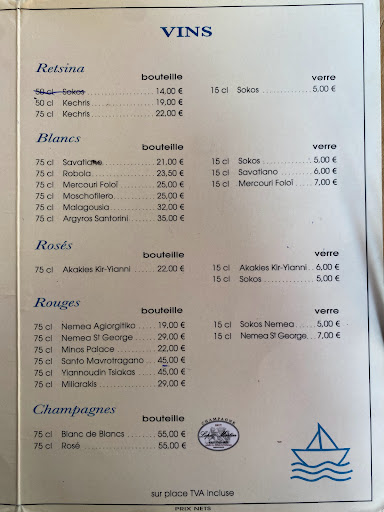 VINS
Retsina
bouteille verre
50 cl Sokos 14,00 € 15 cl Sokos 5,00 €
50 cl Kechris 19,00 €
75 cl Kechris 22,00 €
Blancs
bouteille verre
75 cl Savatiano 21,00 € 15 cl Sokos 5,00 €
75 cl Robola 23,50 € 15 cl Savatiano 6,00 €
75 cl Mercouri Foloï 25,00 € 15 cl Mercouri Foloï 7,00 €
75 cl Moschofilero 25,00 €
75 cl Malagousia 32,00 €
75 cl Argyros Santorini 35,00 €
Rosés
bouteille verre
75 cl Akakies Kir-Yianni 22,00 € 15 cl Akakies Kir-Yianni 6,00 €
15 cl Sokos 5,00 €
Rouges
bouteille verre
75 cl Nemea Agiorgitiko 19,00 € 15 cl Sokos Nemea 5,00 €
75 cl Nemea St George 29,00 € 15 cl Nemea St George 7,00 €
75 cl Minos Palace 22,00 €
75 cl Santo Mavrotragano 45,00 €
75 cl Yiannoudin Tsiakas 45,00 €
75 cl Miliarakis 29,00 €
Champagnes
bouteille
CHAMPAGNE
75 cl Blanc de Blancs 55,00 €
75 cl Rosé 55,00 €
sur place TVA incluse
PRIX NETS